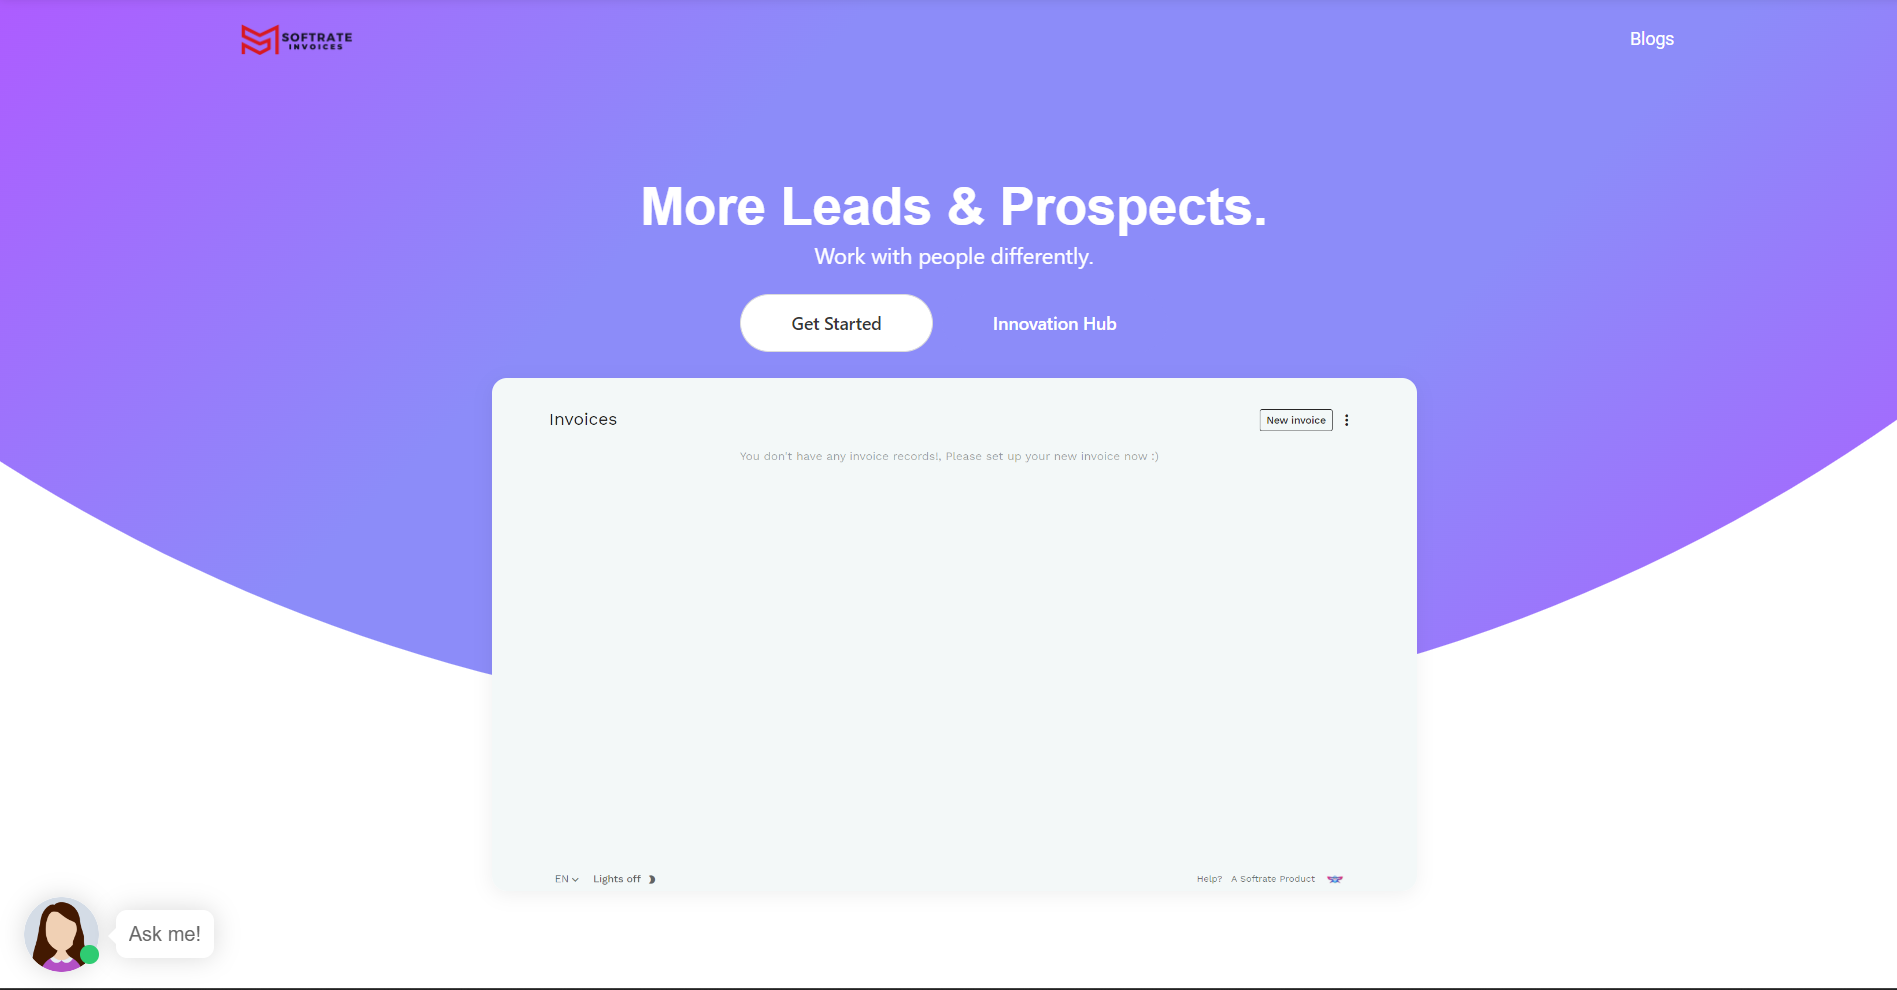 SOFTRATE
INVOICES
Blogs
More Leads & Prospects.
Work with people differently.
Get Started
Innovation Hub
Invoices
New invoice
You don't have any invoice records!, Please set up your new invoice now :)
EN
Lights off
Help?
A Softrate Product
Ask me!